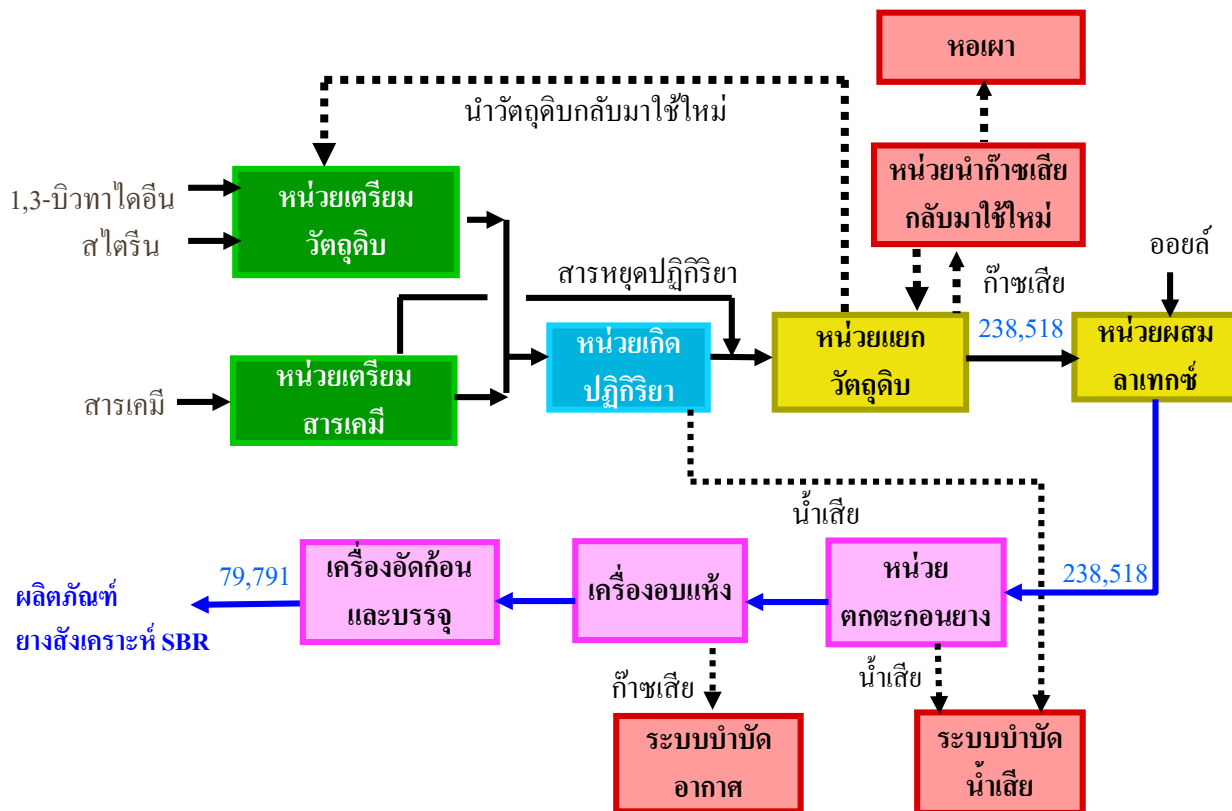 หอเผา
นำวัตถุดิบกลับมาใช้ใหม่
หน่วยนำก๊าซเสีย
กลับมาใช้ใหม่
1,3-บิวทาไดอีน
สไตรีน
หน่วยเตรียม
วัตถุดิบ
ออยล์
สารหยุดปฏิกิริยา
ก๊าซเสีย
238,518
สารเคมี
หน่วยเตรียม
สารเคมี
หน่วยเกิด
ปฏิกิริยา
หน่วยแยก
วัตถุดิบ
หน่วยผสม
ลาเทกซ์
น้ำเสีย
238,518
หน่วย
ตกตะกอนยาง
เครื่องอบแห้ง
เครื่องอัดก้อน
และบรรจุ
79,791
ผลิตภัณฑ์
ยางสังเคราะห์ SBR
ก๊าซเสีย
น้ำเสีย
ระบบบำบัด
อากาศ
ระบบบำบัด
น้ำเสีย